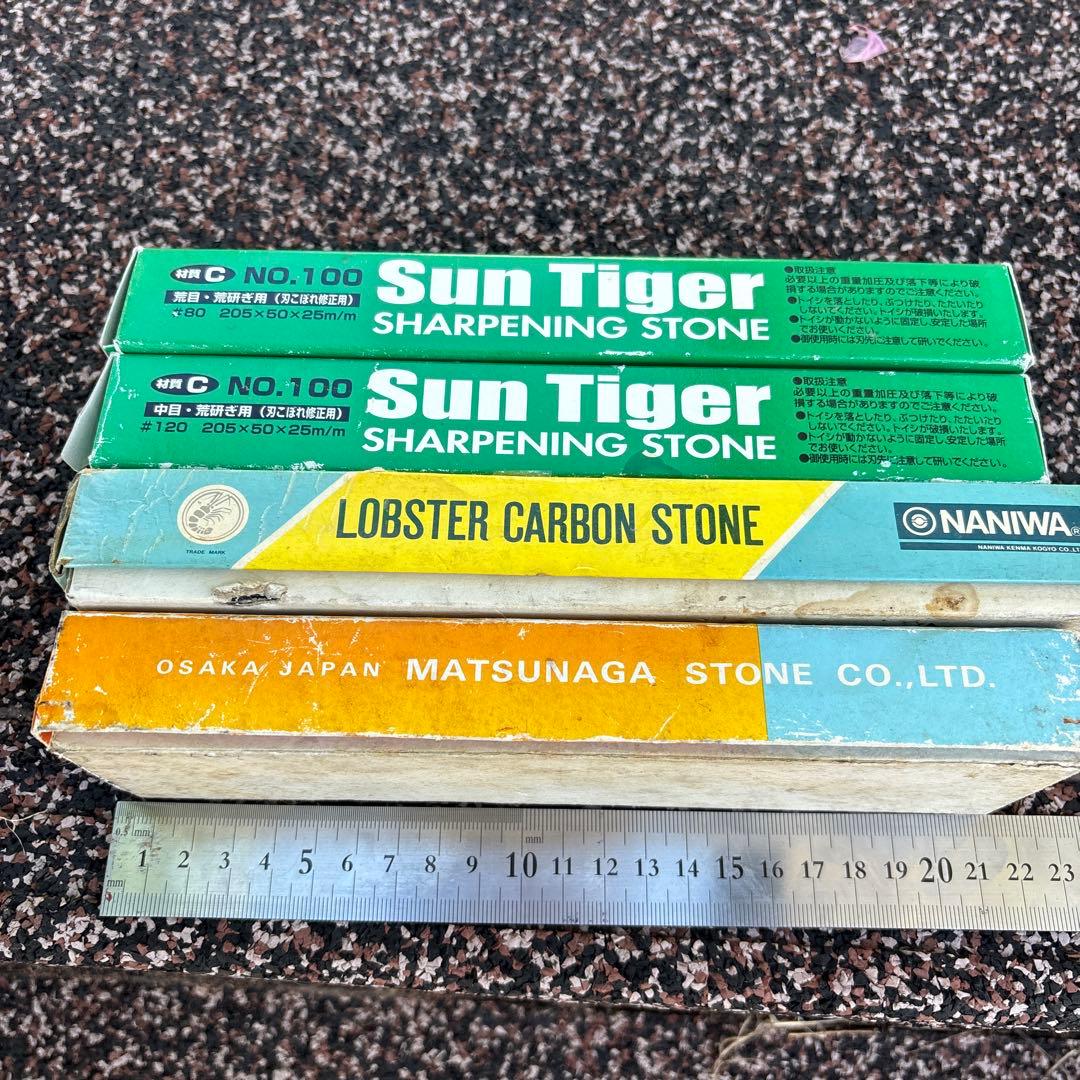 材質 C NO.100
荒目・荒研ぎ用（刃こぼれ修正用）
#80 205×50×25m/m
Sun Tiger
SHARPENING STONE
●取扱注意
必要以上の重量加圧及び落下等により破
損する場合がありますのでご注意ください。
●トイシを落としたり、ぶつけたり、たたいたり
しないでください。トイシが破損いたします。
●トイシが動かないように固定し、安定した場所
でお使いください。
●御使用時には刃先に注意して研いでください。
材質 C NO.100
中目・荒研ぎ用（刃こぼれ修正用）
#120 205×50×25m/m
Sun Tiger
SHARPENING STONE
●取扱注意
必要以上の重量加圧及び落下等により破
損する場合がありますのでご注意ください。
●トイシを落としたり、ぶつけたり、たたいたり
しないでください。トイシが破損いたします。
●トイシが動かないように固定し、安定した場所
でお使いください。
●御使用時には刃先に注意して研いでください。
TRADE MARK
LOBSTER CARBON STONE
NANIWA®
NANIWA KENMA KOGYO CO.,LT
OSAKA JAPAN MATSUNAGA STONE CO.,LTD.
0.5 mm
mm
1 2 3 4 5 6 7 8 9 10 11 12 13 14 15 16 17 18 19 20 21 22 23
mm